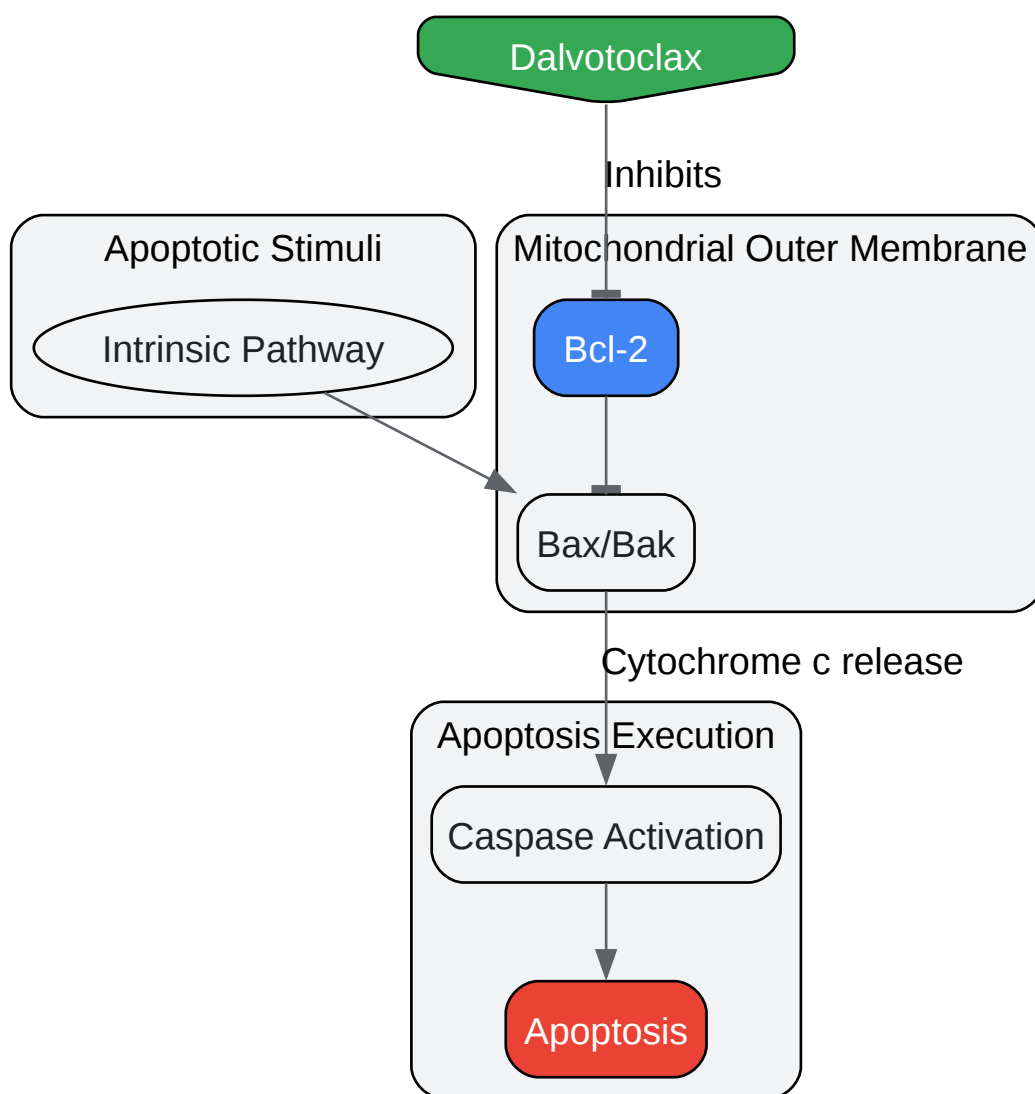 Dalvotoclax
Inhibits
Apoptotic Stimuli
Mitochondrial Outer Membrane
Intrinsic Pathway
Bcl-2
Bax/Bak
Cytochrome c release
Apoptosis Execution
Caspase Activation
Apoptosis